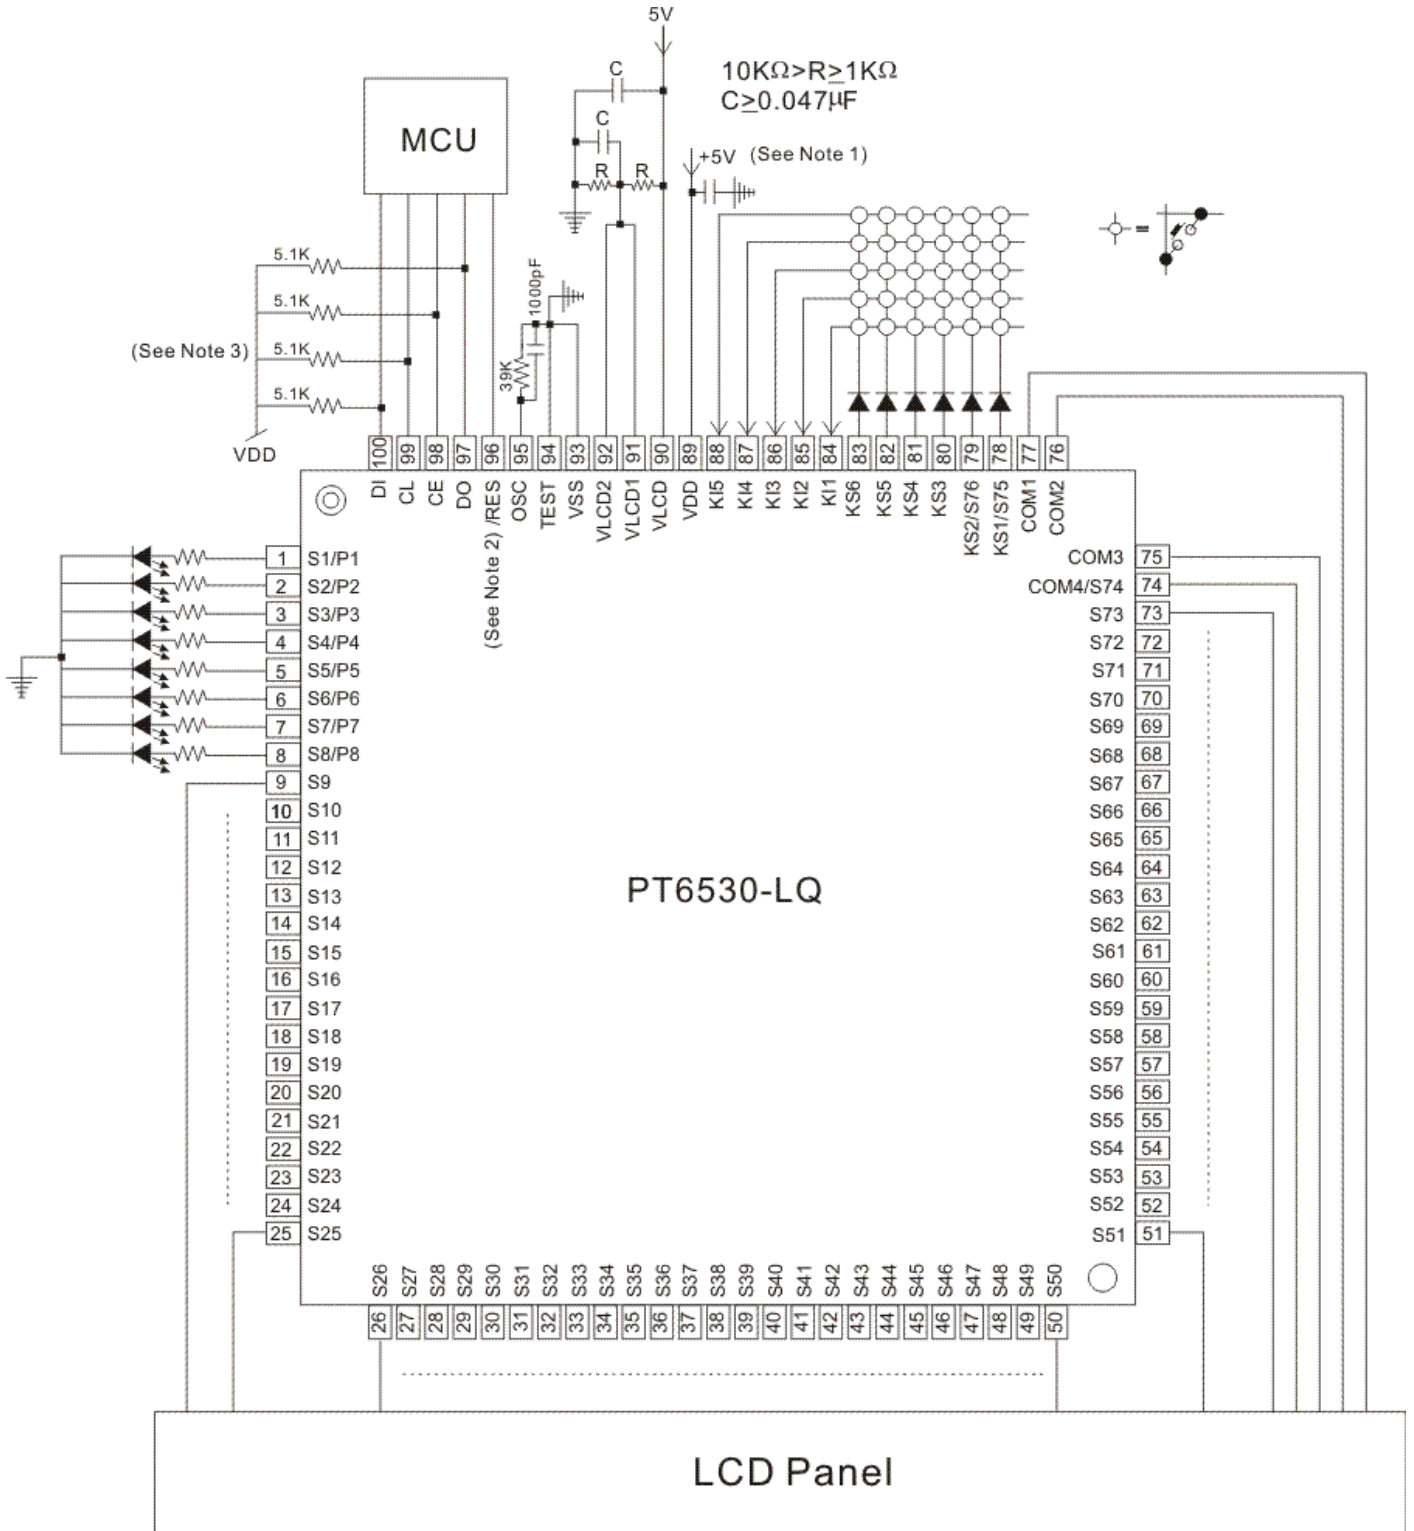 5V
10KΩ>R≥1KΩ
C≥0.047μF
C
C
R
R
+5V
(See Note 1)
=
MCU
5.1K
5.1K
5.1K
5.1K
(See Note 3)
VDD
39K
1000pF
100
99
98
97
96
95
94
93
92
91
90
89
88
87
86
85
84
83
82
81
80
79
78
77
76
DI
CL
CE
DO
(See Note 2) /RES
OSC
TEST
VSS
VLCD2
VLCD1
VLCD
VDD
KI5
KI4
KI3
KI2
KI1
KS6
KS5
KS4
KS3
KS2/S76
KS1/S75
COM1
COM2
1 S1/P1
2 S2/P2
3 S3/P3
4 S4/P4
5 S5/P5
6 S6/P6
7 S7/P7
8 S8/P8
9 S9
10 S10
11 S11
12 S12
13 S13
14 S14
15 S15
16 S16
17 S17
18 S18
19 S19
20 S20
21 S21
22 S22
23 S23
24 S24
25 S25
PT6530-LQ
COM3 75
COM4/S74 74
S73 73
S72 72
S71 71
S70 70
S69 69
S68 68
S67 67
S66 66
S65 65
S64 64
S63 63
S62 62
S61 61
S60 60
S59 59
S58 58
S57 57
S56 56
S55 55
S54 54
S53 53
S52 52
S51 51
S26
S27
S28
S29
S30
S31
S32
S33
S34
S35
S36
S37
S38
S39
S40
S41
S42
S43
S44
S45
S46
S47
S48
S49
S50
26
27
28
29
30
31
32
33
34
35
36
37
38
39
40
41
42
43
44
45
46
47
48
49
50
LCD Panel